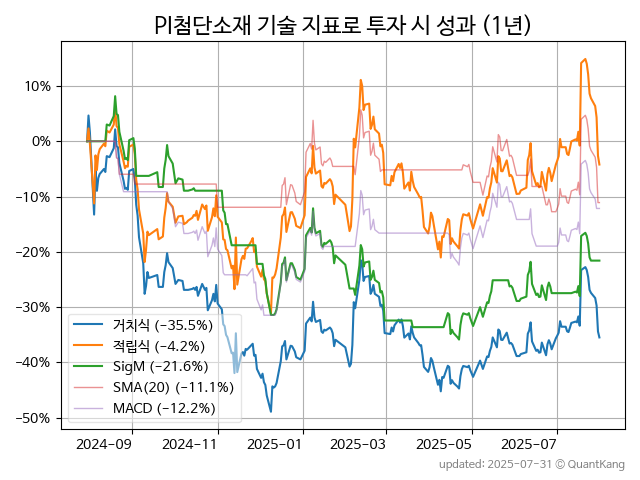 PI첨단소재 기술 지표로 투자 시 성과 (1년)
10%
0%
−10%
−20%
−30%
−40%
−50%
거치식 (−35.5%)
적립식 (−4.2%)
SigM (−21.6%)
SMA(20) (−11.1%)
MACD (−12.2%)
2024-09 2024-11 2025-01 2025-03 2025-05 2025-07
updated: 2025-07-31 © QuantKang